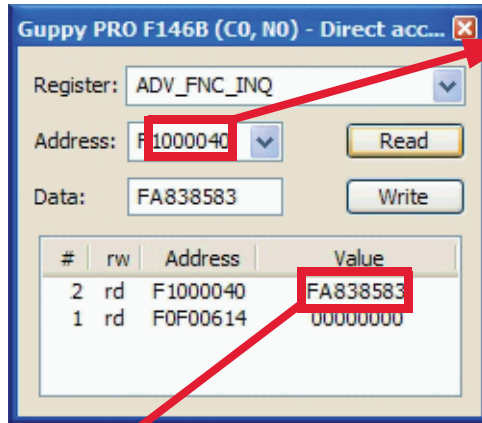 Guppy PRO F146B (C0, N0) - Direct acc...
Register: ADV_FNC_INQ
Address: F1000040 Read
Data: FA838583 Write
# rw Address Value
2 rd F1000040 FA838583
1 rd F0F00614 00000000